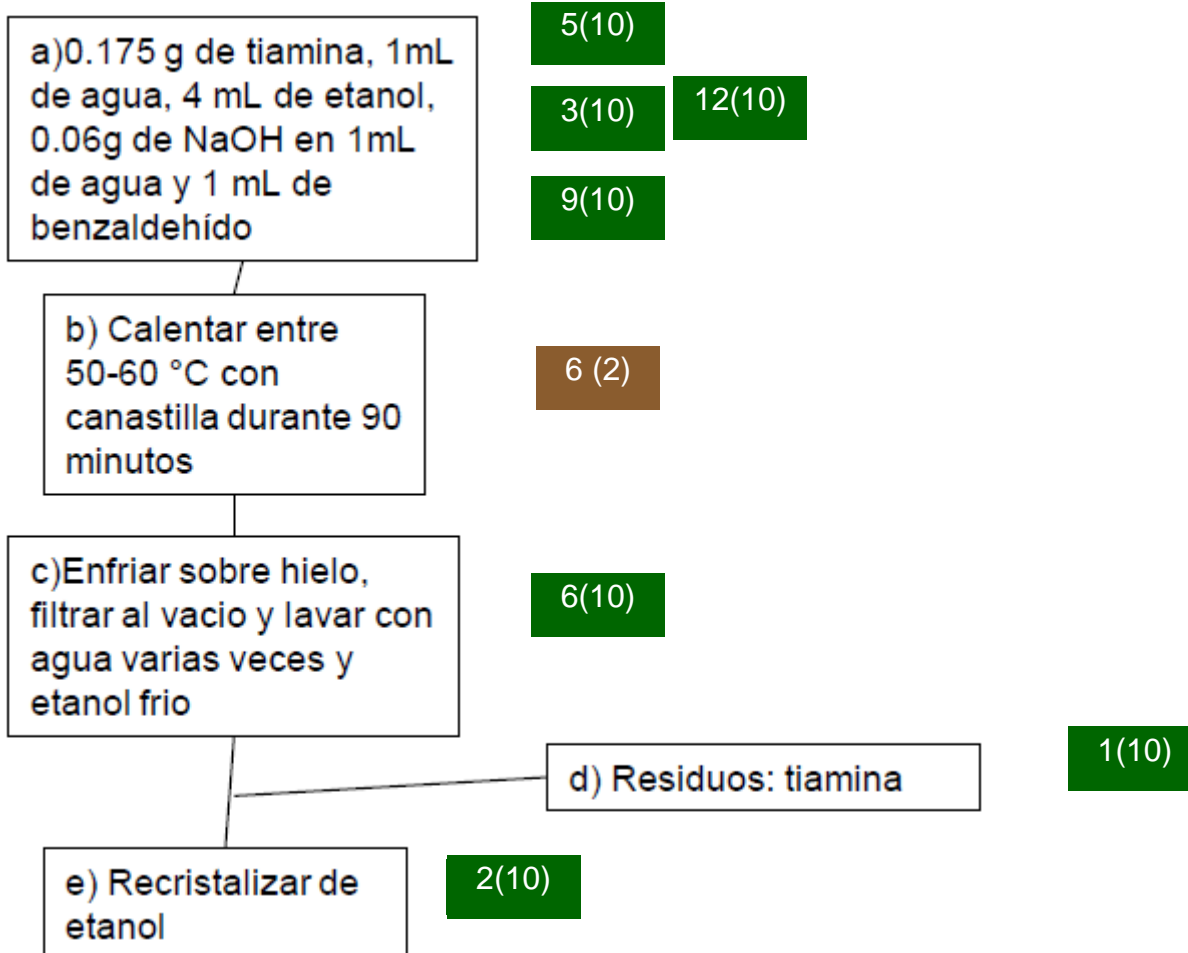 a)0.175 g de tiamina, 1mL
de agua, 4 mL de etanol,
0.06g de NaOH en 1mL
de agua y 1 mL de
benzaldehído
5(10)
3(10)
12(10)
9(10)
b) Calentar entre
50-60 °C con
canastilla durante 90
minutos
6 (2)
c)Enfriar sobre hielo,
filtrar al vacio y lavar con
agua varias veces y
etanol frio
6(10)
d) Residuos: tiamina
1(10)
e) Recristalizar de
etanol
2(10)